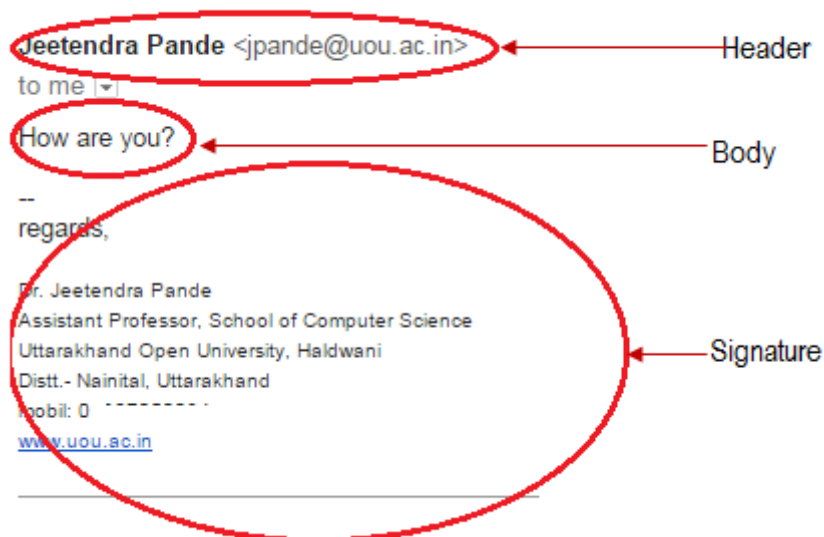 Jeetendra Pande <jpande@uou.ac.in> Header
to me
How are you?
Body
--
regards,
Dr. Jeetendra Pande
Assistant Professor, School of Computer Science
Uttarakhand Open University, Haldwani
Signature
Distt.- Nainital, Uttarakhand
mobil: 0
www.uou.ac.in